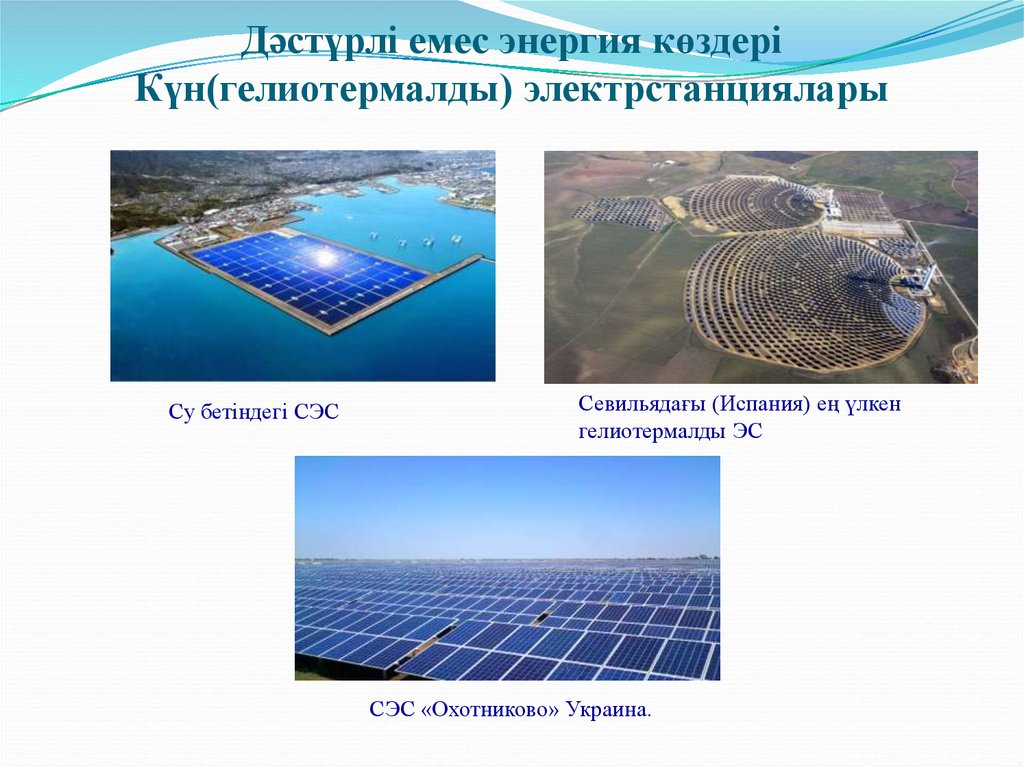 Дәстүрлі емес энергия көздері
Күн(гелиотермалды) электрстанциялары
Су бетіндегі СЭС
Севильядағы (Испания) ең үлкен
гелиотермалды ЭС
СЭС «Охотниково» Украина.